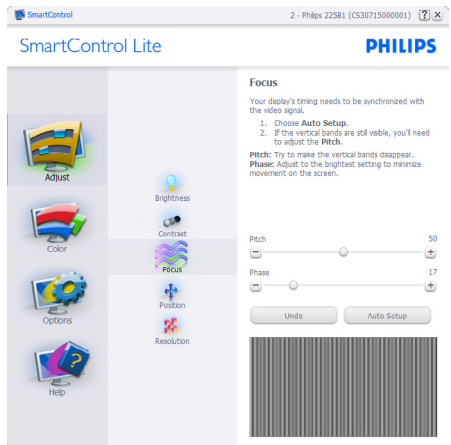 SmartControl
2 - Philips 225B1 (CS30715000001)
SmartControl Lite
PHILIPS
Adjust
Color
Options
Help
Brightness
Contrast
Focus
Position
Resolution
Focus
Your display's timing needs to be synchronized with
the video signal.
1. Choose Auto Setup.
2. If the vertical bands are still visible, you'll need
to adjust the Pitch.
Pitch: Try to make the vertical bands disappear.
Phase: Adjust to the brightest setting to minimize
movement on the screen.
Pitch 50
Phase 17
Undo Auto Setup